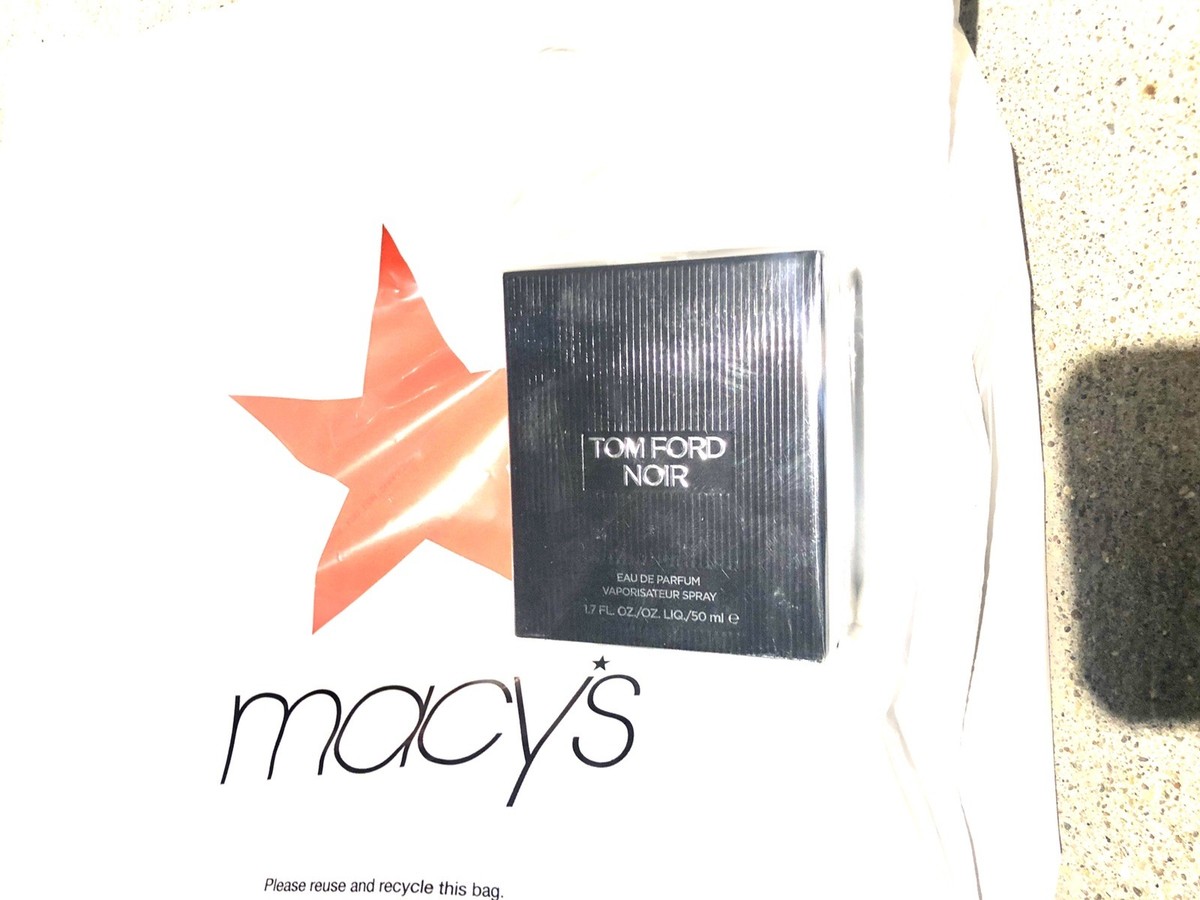 TOM FORD
NOIR
EAU DE PARFUM
VAPORISATEUR SPRAY
1.7 FL. OZ./OZ. LIQ./50 ml ℮
macy's
Please reuse and recycle this bag.